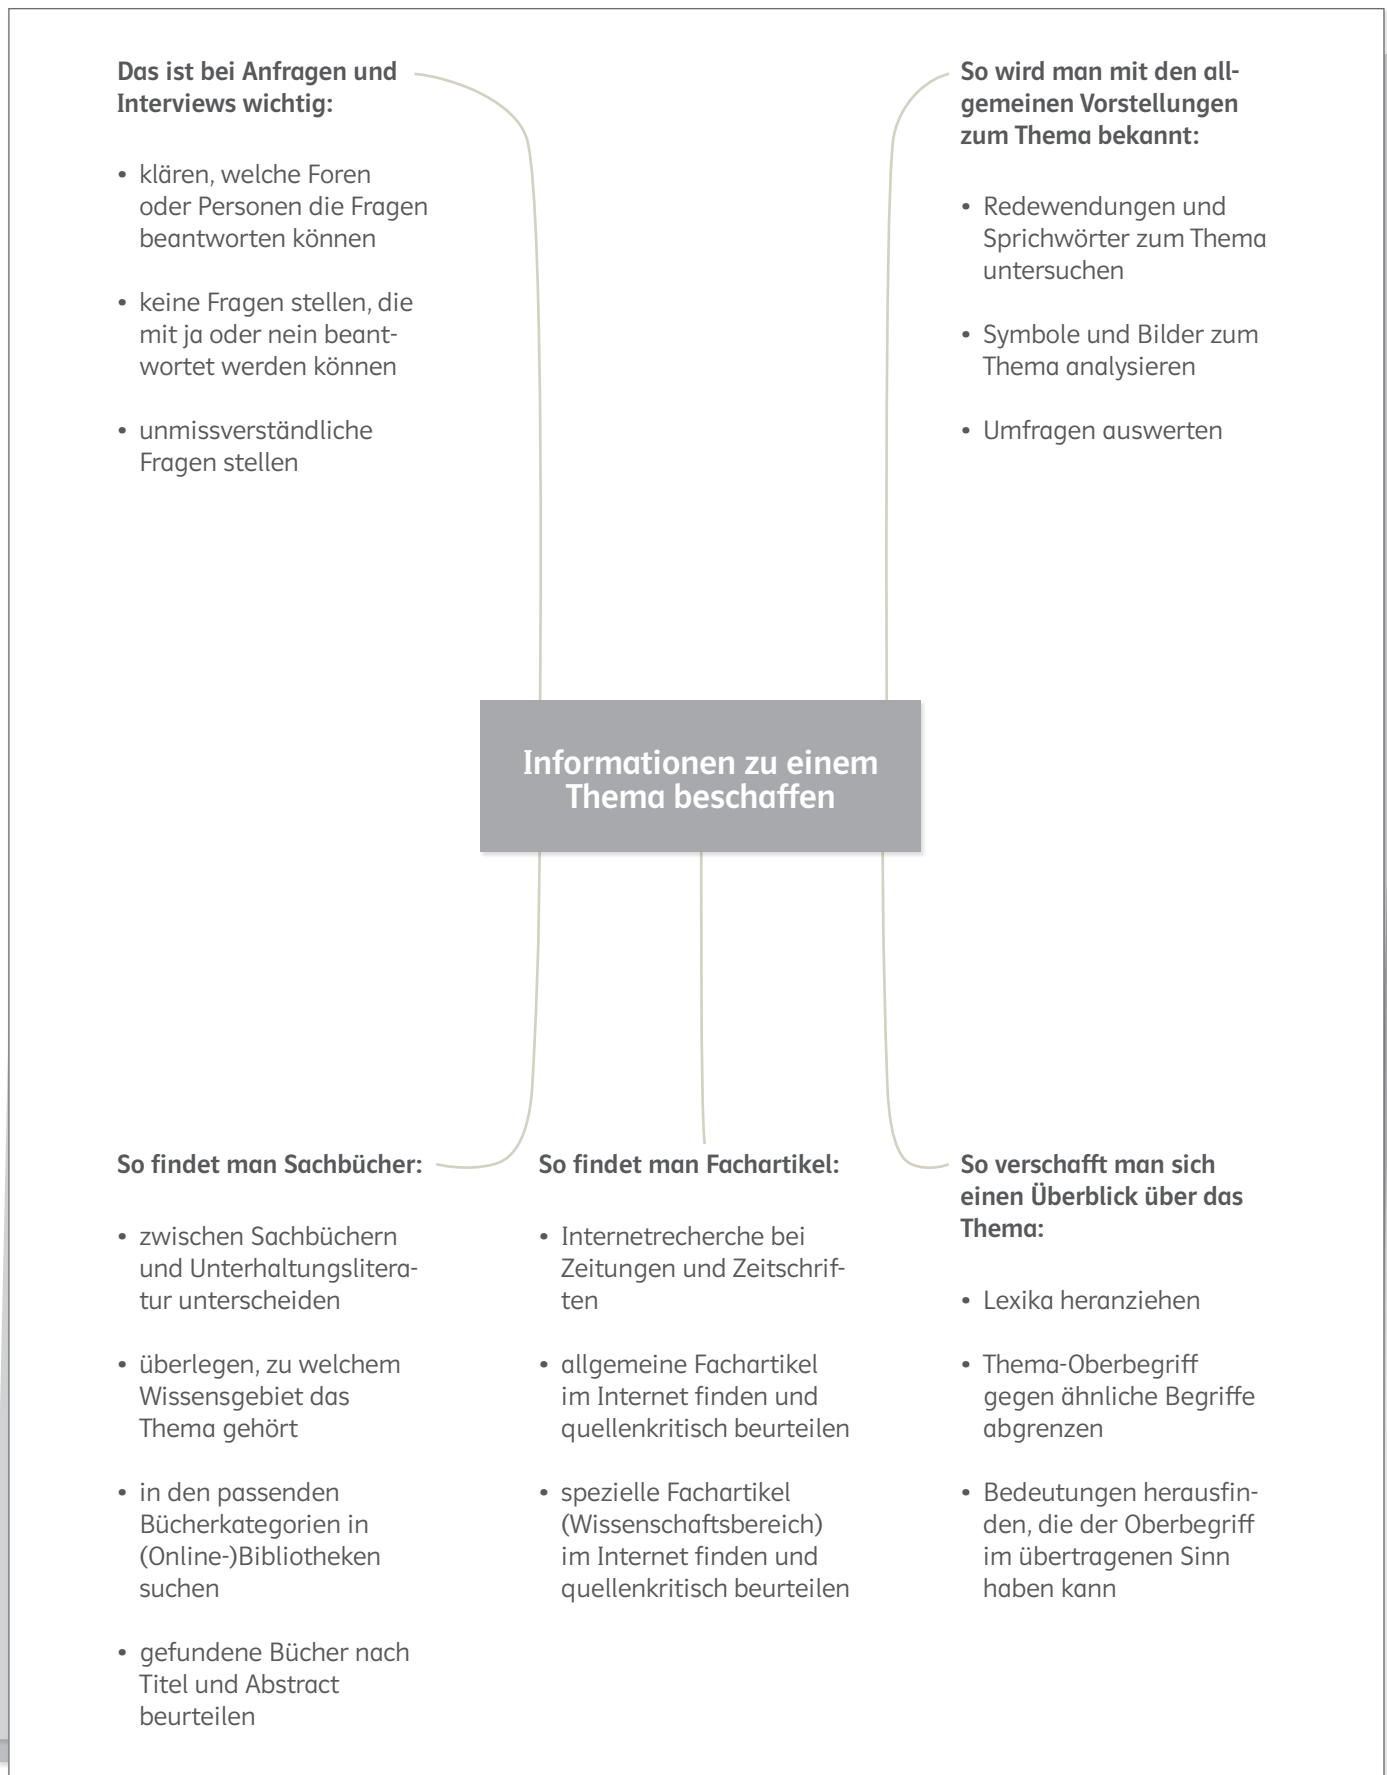 Das ist bei Anfragen und
Interviews wichtig:
• klären, welche Foren
oder Personen die Fragen
beantworten können
• keine Fragen stellen, die
mit ja oder nein beant-
wortet werden können
• unmissverständliche
Fragen stellen
So wird man mit den all-
gemeinen Vorstellungen
zum Thema bekannt:
• Redewendungen und
Sprichwörter zum Thema
untersuchen
• Symbole und Bilder zum
Thema analysieren
• Umfragen auswerten
Informationen zu einem
Thema beschaffen
So findet man Sachbücher:
• zwischen Sachbüchern
und Unterhaltungslitera-
tur unterscheiden
• überlegen, zu welchem
Wissensgebiet das
Thema gehört
• in den passenden
Bücherkategorien in
(Online-)Bibliotheken
suchen
• gefundene Bücher nach
Titel und Abstract
beurteilen
So findet man Fachartikel:
• Internetrecherche bei
Zeitungen und Zeitschrif-
ten
• allgemeine Fachartikel
im Internet finden und
quellenkritisch beurteilen
• spezielle Fachartikel
(Wissenschaftsbereich)
im Internet finden und
quellenkritisch beurteilen
So verschafft man sich
einen Überblick über das
Thema:
• Lexika heranziehen
• Thema-Oberbegriff
gegen ähnliche Begriffe
abgrenzen
• Bedeutungen herausfin-
den, die der Oberbegriff
im übertragenen Sinn
haben kann